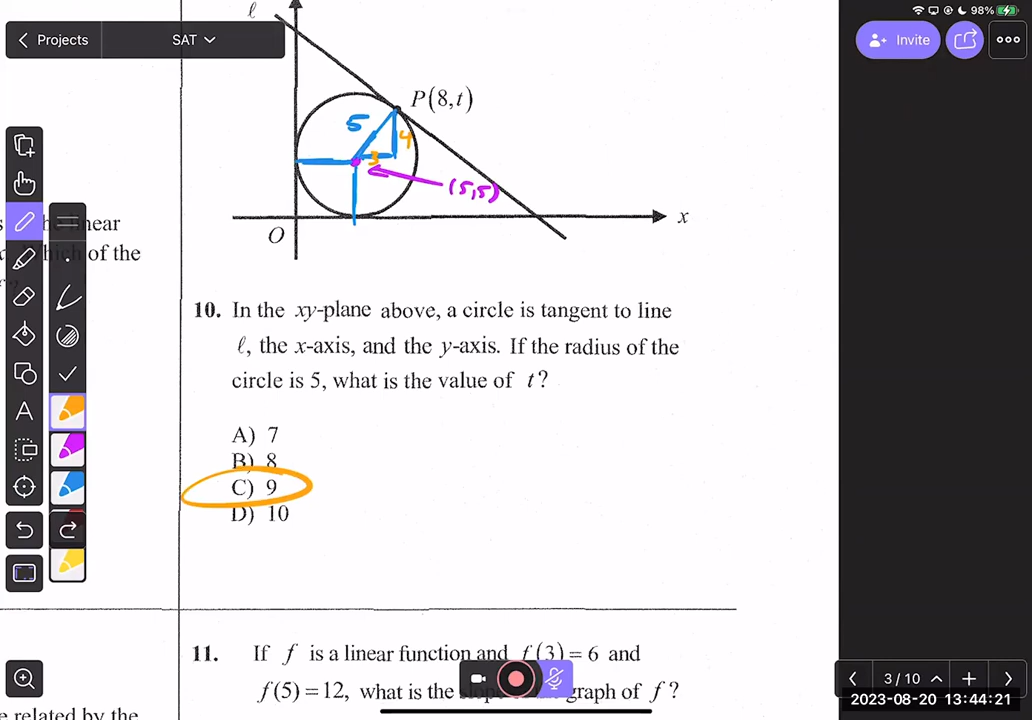 98%
ℓ
Projects
SAT
Invite
P(8,t)
5
4
3
(5,5)
x
O
near
of the
10. In the xy-plane above, a circle is tangent to line
ℓ, the x-axis, and the y-axis. If the radius of the
circle is 5, what is the value of t?
A) 7
B) 8
C) 9
D) 10
A
11. If f is a linear function and f(3) = 6 and
f(5) = 12, what is the graph of f?
3 / 10
2023-08-20 13:44:21
related by the